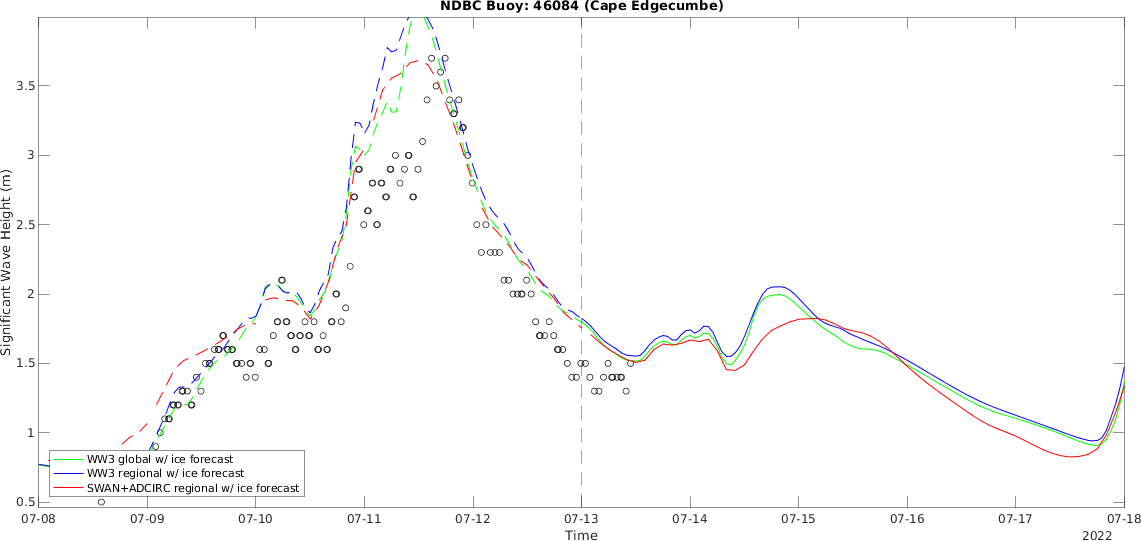 NDBC Buoy: 46084 (Cape Edgecumbe)
Significant Wave Height (m)
3.5
3
2.5
2
1.5
1
0.5
WW3 global w/ ice forecast
WW3 regional w/ ice forecast
SWAN+ADCIRC regional w/ ice forecast
07-08 07-09 07-10 07-11 07-12 07-13 07-14 07-15 07-16 07-17 07-18
Time
2022